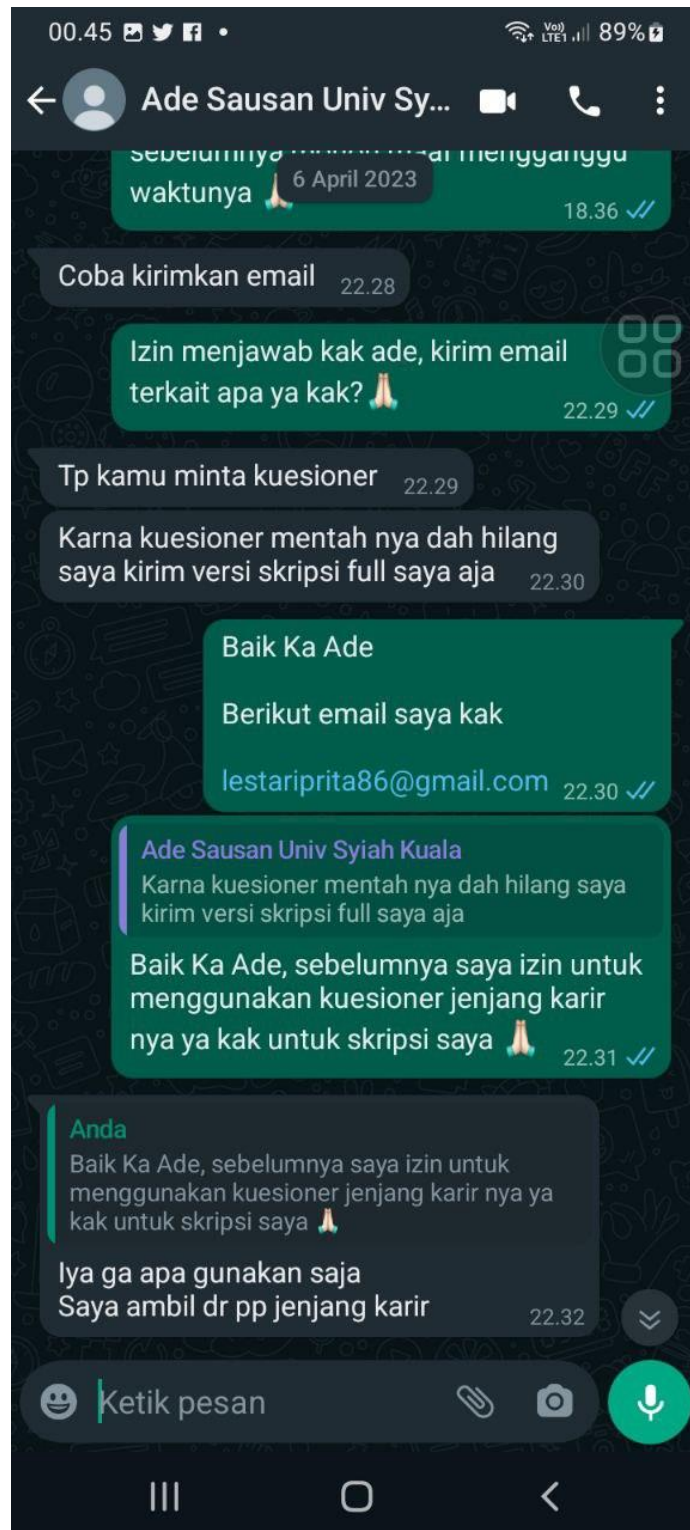 00.45
Vo)) LTE1 89%
Ade Sausan Univ Sy...
sebelumnya mohon maaf mengganggu
6 April 2023
waktunya 🙏🏻
18.36
Coba kirimkan email 22.28
Izin menjawab kak ade, kirim email
terkait apa ya kak? 🙏🏻
22.29
Tp kamu minta kuesioner 22.29
Karna kuesioner mentah nya dah hilang
saya kirim versi skripsi full saya aja 22.30
Baik Ka Ade
Berikut email saya kak
lestariprita86@gmail.com 22.30
Ade Sausan Univ Syiah Kuala
Karna kuesioner mentah nya dah hilang saya
kirim versi skripsi full saya aja
Baik Ka Ade, sebelumnya saya izin untuk
menggunakan kuesioner jenjang karir
nya ya kak untuk skripsi saya 🙏🏻
22.31
Anda
Baik Ka Ade, sebelumnya saya izin untuk
menggunakan kuesioner jenjang karir nya ya
kak untuk skripsi saya 🙏🏻
Iya ga apa gunakan saja
Saya ambil dr pp jenjang karir 22.32
Ketik pesan